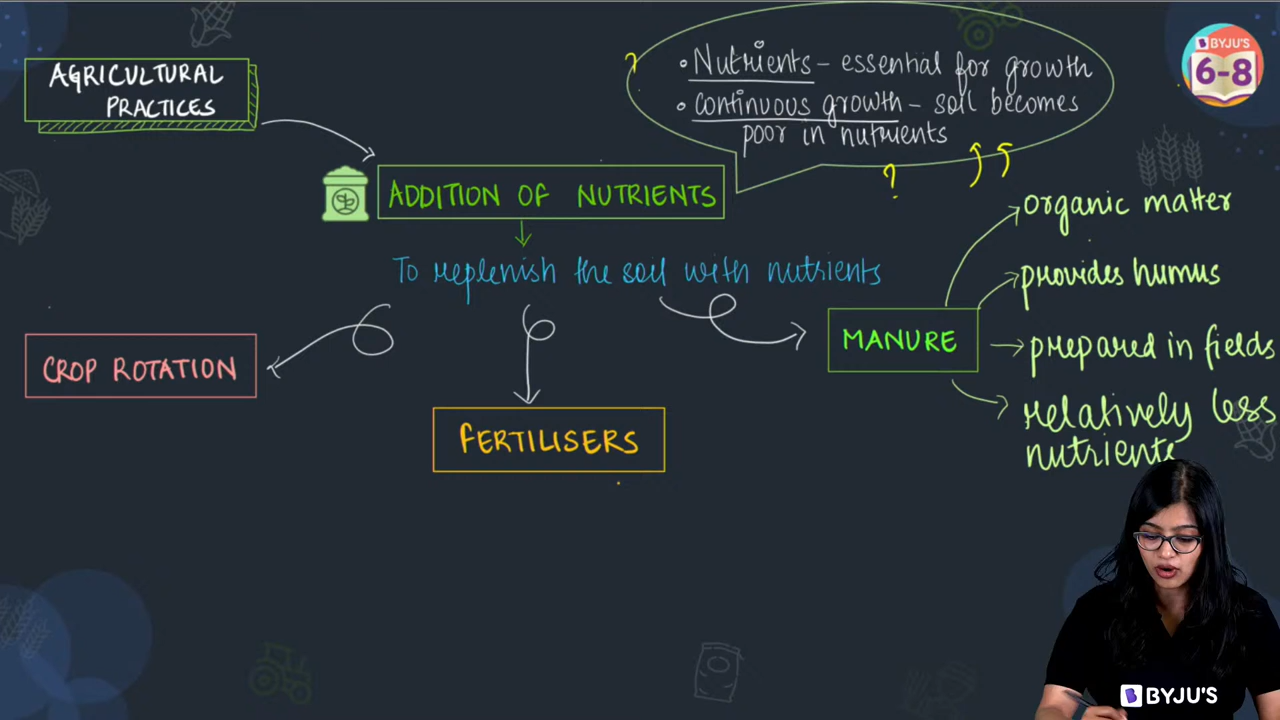 AGRICULTURAL
PRACTICES
• Nutrients – essential for growth
• continuous growth – soil becomes
poor in nutrients
?
?
BYJU'S
6-8
ADDITION OF NUTRIENTS
To replenish the soil with nutrients
CROP ROTATION
FERTILISERS
MANURE
organic matter
provides humus
prepared in fields
relatively less
nutrients
BYJU'S